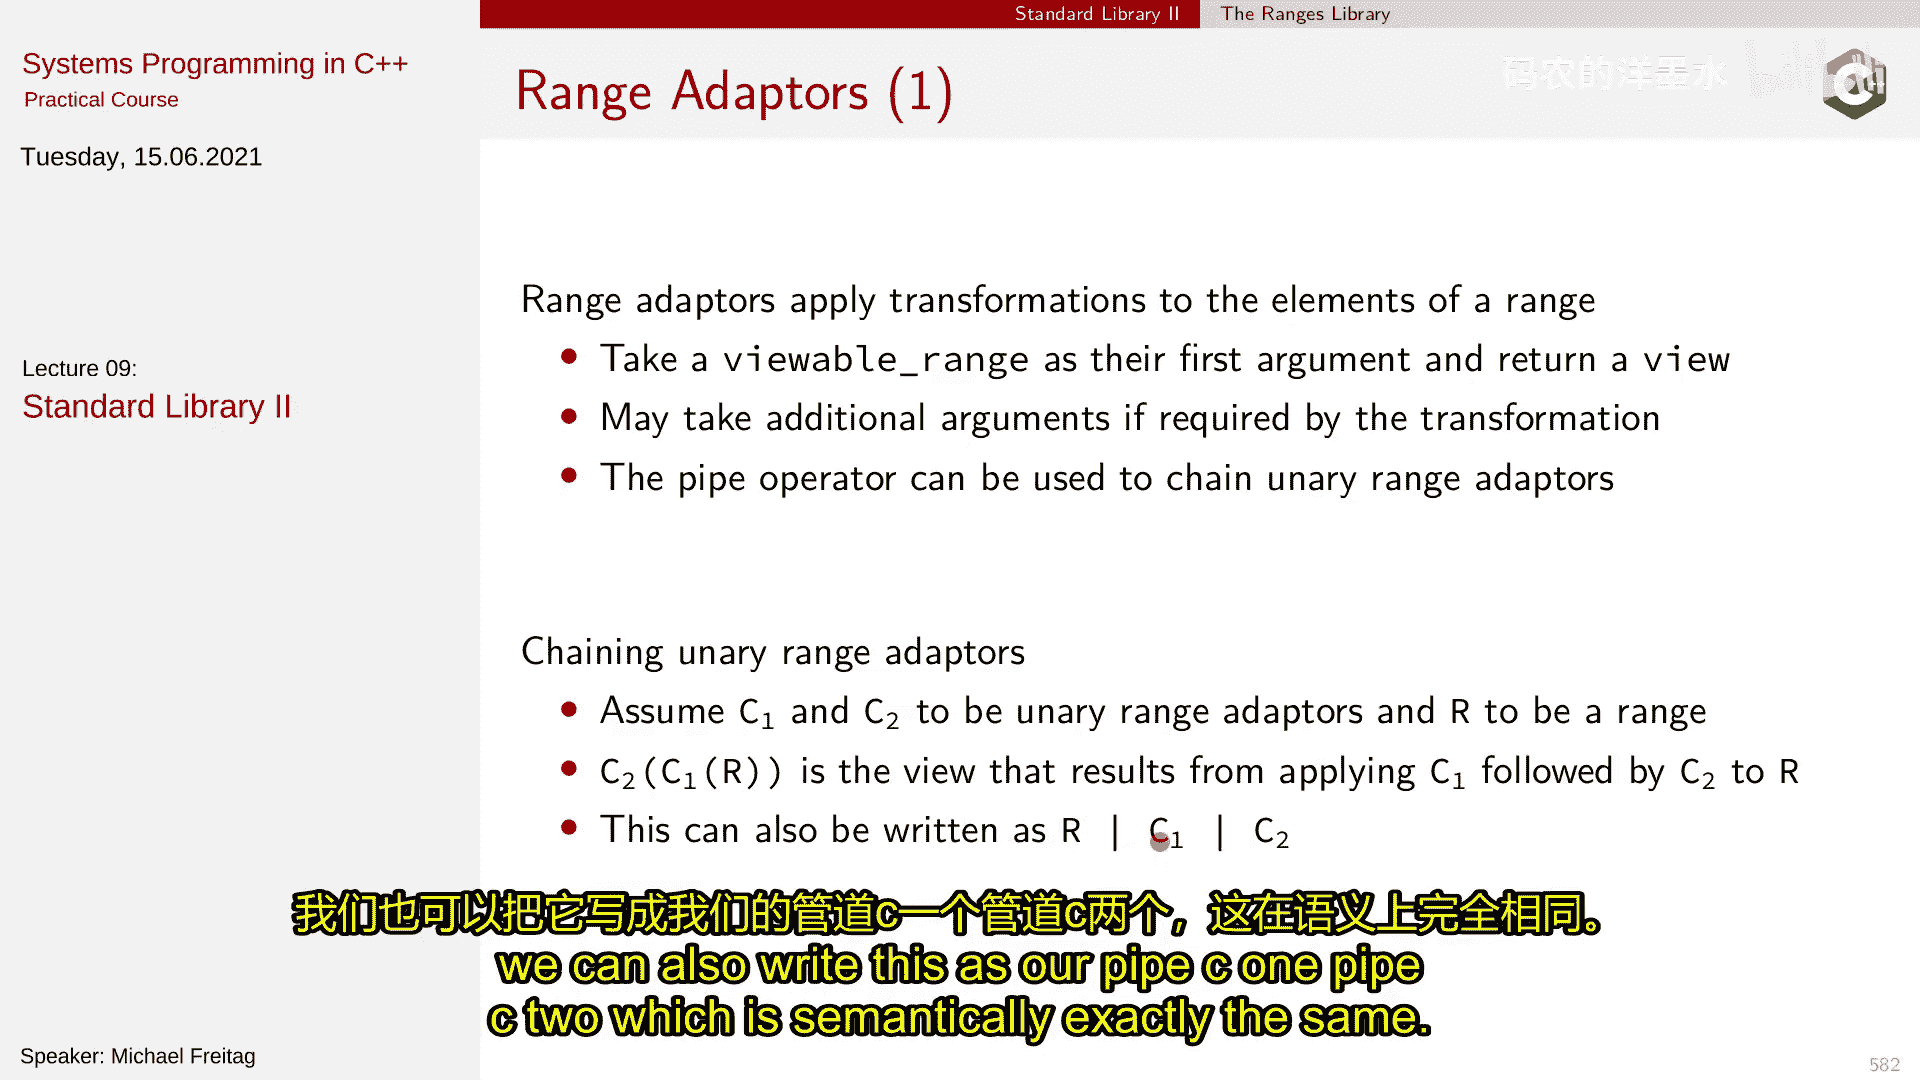 Standard Library II The Ranges Library
Systems Programming in C++
Practical Course
Tuesday, 15.06.2021
Range Adaptors (1)
码农的洋墨水
Range adaptors apply transformations to the elements of a range
• Take a viewable_range as their first argument and return a view
• May take additional arguments if required by the transformation
• The pipe operator can be used to chain unary range adaptors
Lecture 09:
Standard Library II
Chaining unary range adaptors
• Assume C₁ and C₂ to be unary range adaptors and R to be a range
• C₂(C₁(R)) is the view that results from applying C₁ followed by C₂ to R
• This can also be written as R | C₁ | C₂
我们也可以把它写成我们的管道c一个管道c两个，这在语义上完全相同。
we can also write this as our pipe c one pipe
c two which is semantically exactly the same.
Speaker: Michael Freitag
582